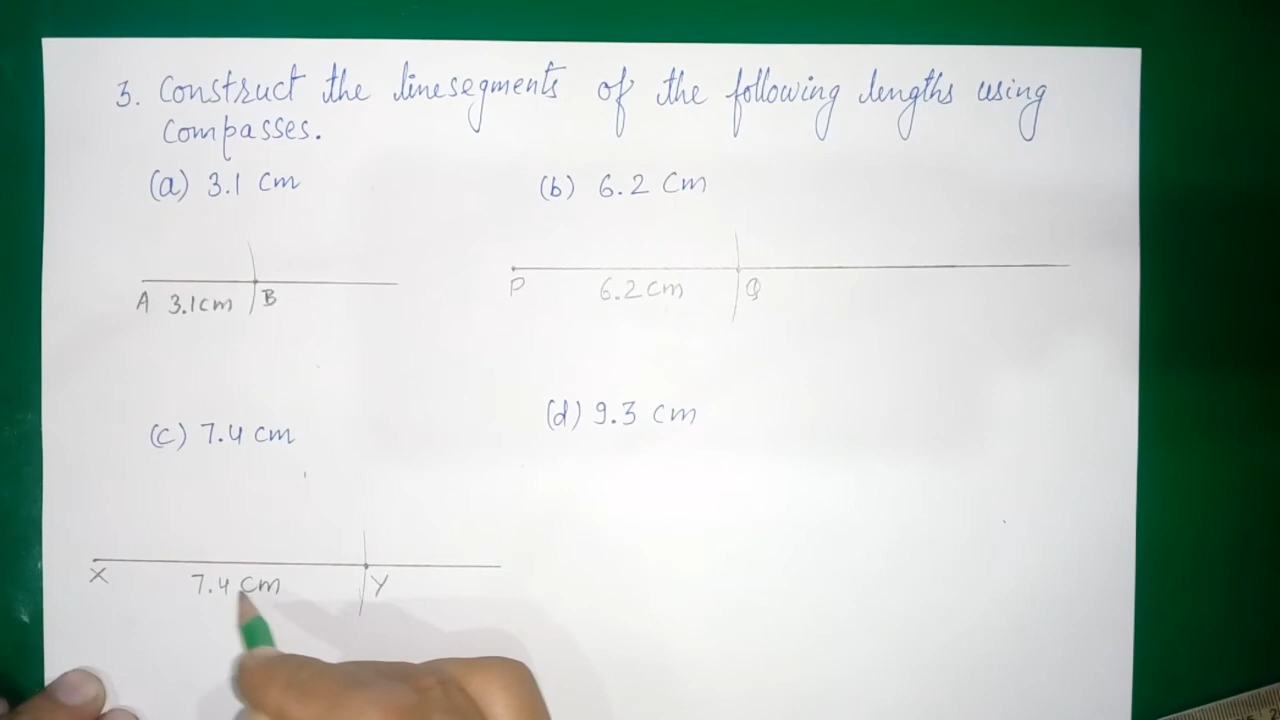 3. Construct the linesegments of the following lengths using
compasses.
(a) 3.1 cm
(b) 6.2 cm
A 3.1cm B
P 6.2cm Q
(c) 7.4 cm
(d) 9.3 cm
X 7.4 cm Y